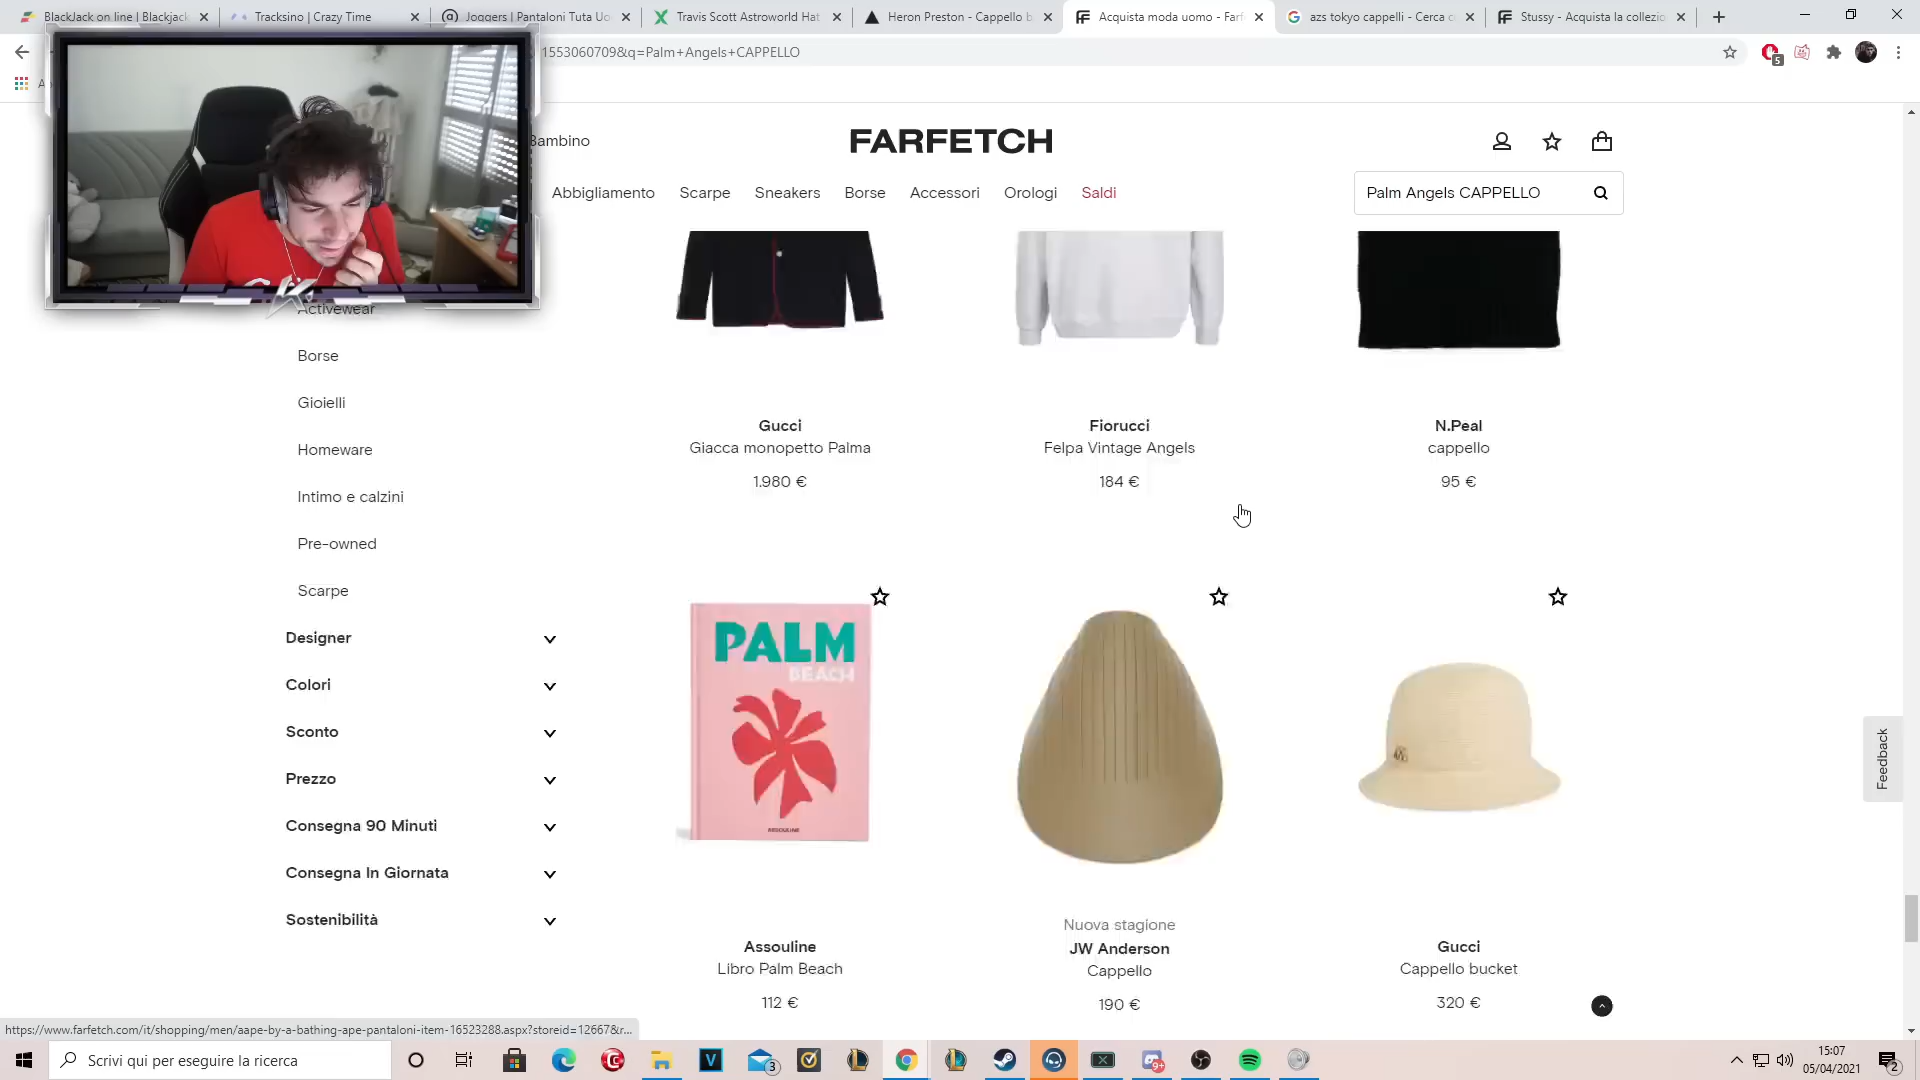 BlackJack on line | Blackjack
Tracksino | Crazy Time
Joggers | Pantaloni Tuta Uo
Travis Scott Astroworld Hat
Heron Preston - Cappello b
Acquista moda uomo - Farf
azs tokyo cappelli - Cerca c
Stussy - Acquista la collezio
1553060709&q=Palm+Angels+CAPPELLO
5
Bambino
FARFETCH
Abbigliamento
Scarpe
Sneakers
Borse
Accessori
Orologi
Saldi
Palm Angels CAPPELLO
Activewear
Borse
Gioielli
Homeware
Intimo e calzini
Pre-owned
Scarpe
Designer
Colori
Sconto
Prezzo
Consegna 90 Minuti
Consegna In Giornata
Sostenibilità
Gucci
Giacca monopetto Palma
1.980 €
Fiorucci
Felpa Vintage Angels
184 €
N.Peal
cappello
95 €
PALM
BEACH
ASSOULINE
Assouline
Libro Palm Beach
112 €
Nuova stagione
JW Anderson
Cappello
190 €
Gucci
Cappello bucket
320 €
Feedback
https://www.farfetch.com/it/shopping/men/aape-by-a-bathing-ape-pantaloni-item-16523288.aspx?storeid=12667&r...
Scrivi qui per eseguire la ricerca
3
9+
15:07
05/04/2021
2